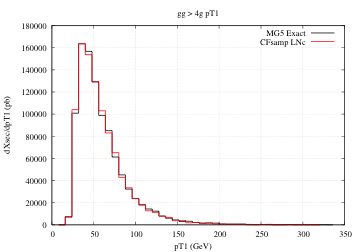 gg > 4g pT1
MG5 Exact
CFsamp LNc
180000
160000
140000
120000
100000
80000
60000
40000
20000
0
dXsec/dpT1 (pb)
0 50 100 150 200 250 300 350
pT1 (GeV)